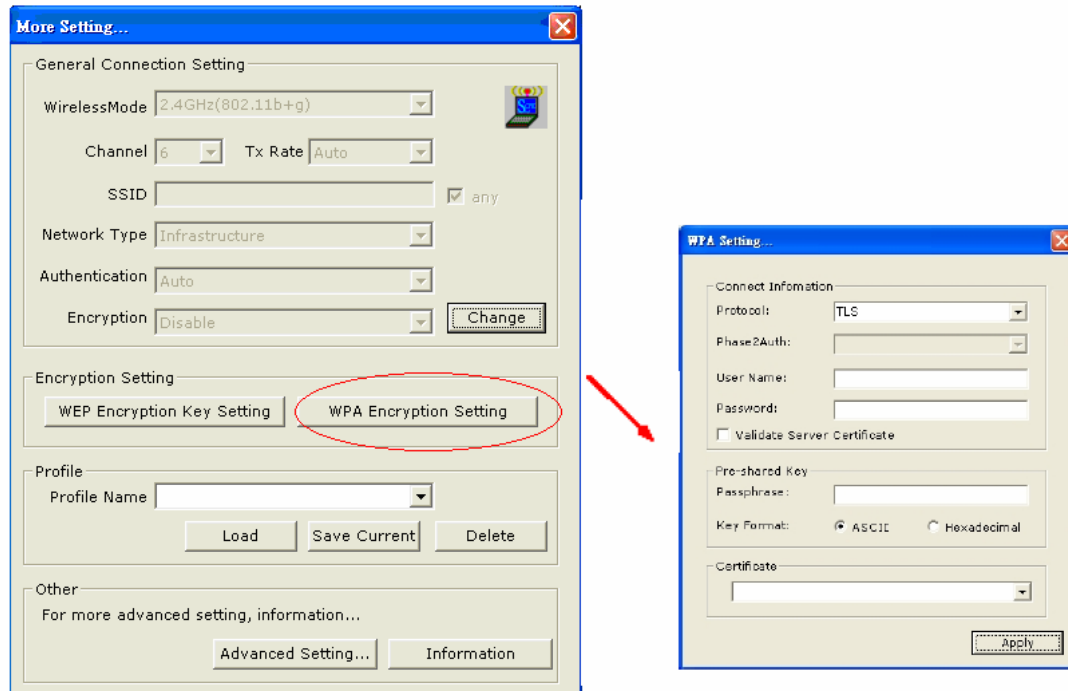 More Setting...
General Connection Setting
WirelessMode 2.4GHz(802.11b+g)
Channel 6 Tx Rate Auto
SSID any
Network Type Infrastructure
Authentication Auto
Encryption Disable Change
Encryption Setting
WEP Encryption Key Setting WPA Encryption Setting
Profile
Profile Name
Load Save Current Delete
Other
For more advanced setting, information...
Advanced Setting... Information
WPA Setting...
Connect Infomation
Protocol: TLS
Phase2Auth:
User Name:
Password:
Validate Server Certificate
Pre-shared Key
Passphrase:
Key Format: ASCII Hexadecimal
Certificate
Apply